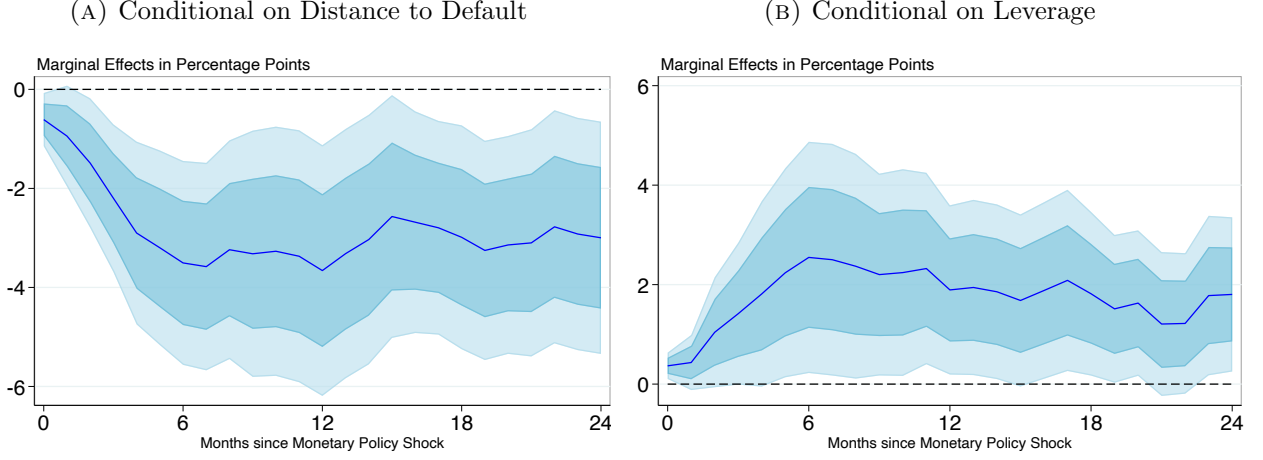 (A) Conditional on Distance to Default
Marginal Effects in Percentage Points
0
-2
-4
-6
0 6 12 18 24
Months since Monetary Policy Shock
(B) Conditional on Leverage
Marginal Effects in Percentage Points
6
4
2
0
0 6 12 18 24
Months since Monetary Policy Shock